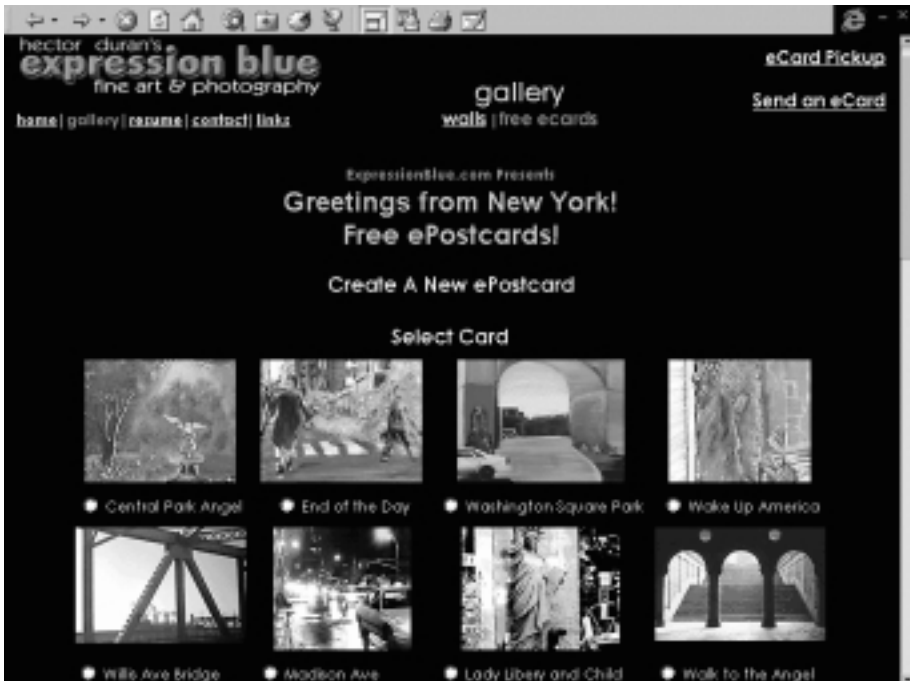 hector duran's
expression blue
fine art & photography
eCard Pickup
Send an eCard
gallery
walls | free ecards
home | gallery | resume | contact | links
ExpressionBlue.com Presents
Greetings from New York!
Free ePostcards!
Create A New ePostcard
Select Card
Central Park Angel
End of the Day
Washington Square Park
Wake Up America
Willis Ave Bridge
Madison Ave
Lady Libery and Child
Walk to the Angel